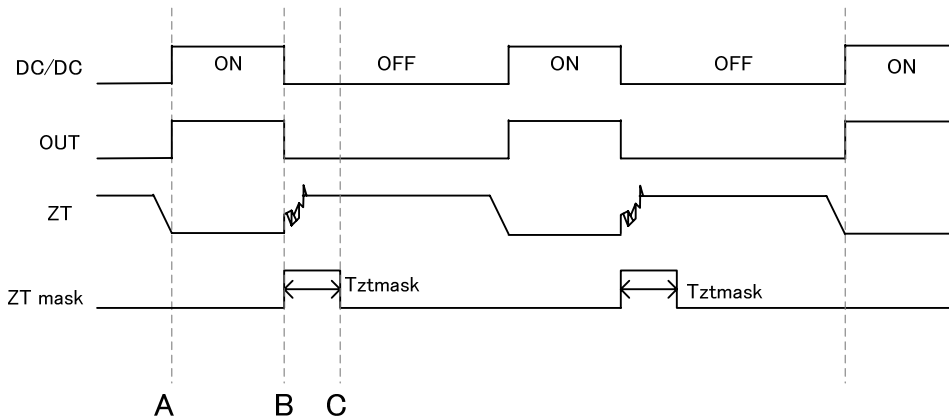 DC/DC ON OFF ON OFF ON
OUT
ZT
ZT mask Tztmask Tztmask
A B C